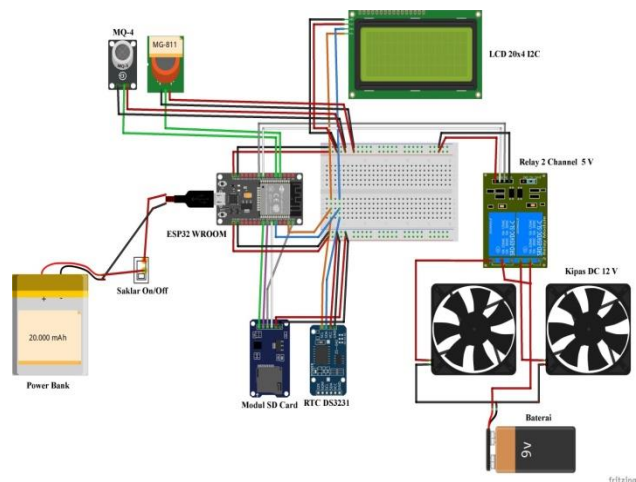 MQ-4
MG-811
LCD 20x4 I2C
Relay 2 Channel 5 V
ESP32 WROOM
Saklar On/Off
Kipas DC 12 V
20.000 mAh
Power Bank
Modul SD Card
RTC DS3231
Baterai
9v
fritzing